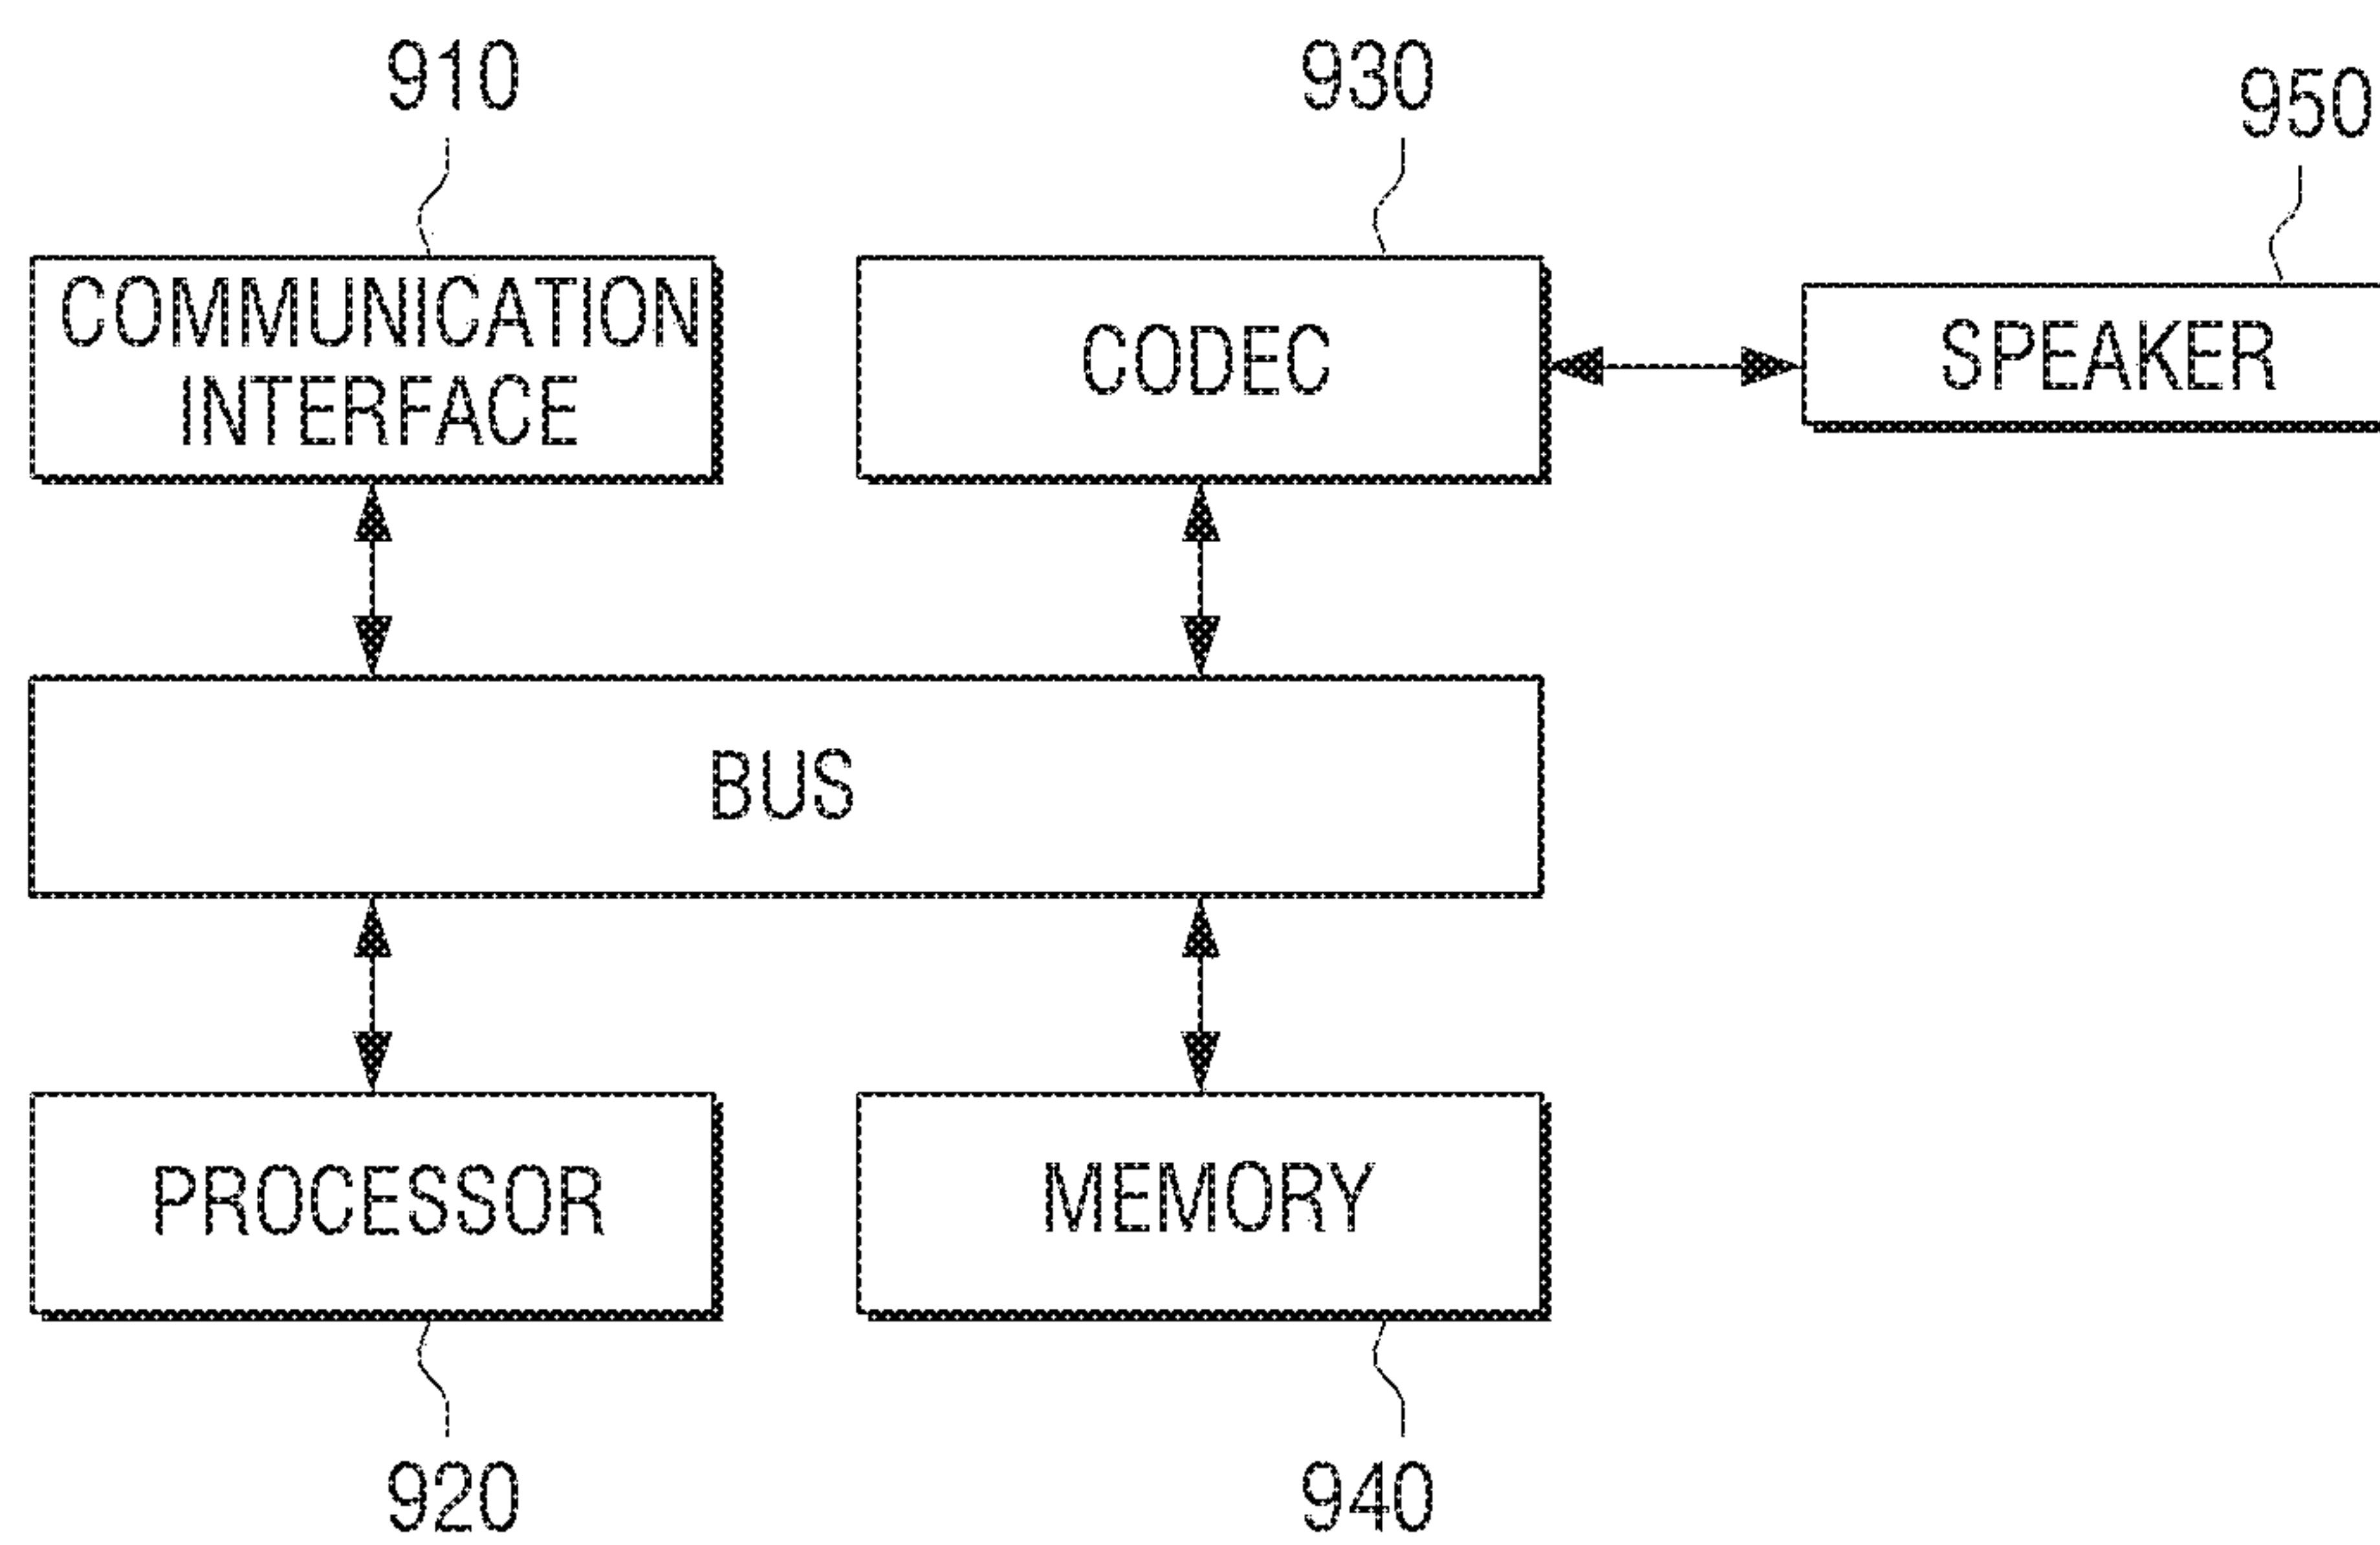 910
930
950
COMMUNICATION
INTERFACE
CODEC
SPEAKER
BUS
PROCESSOR
MEMORY
920
940